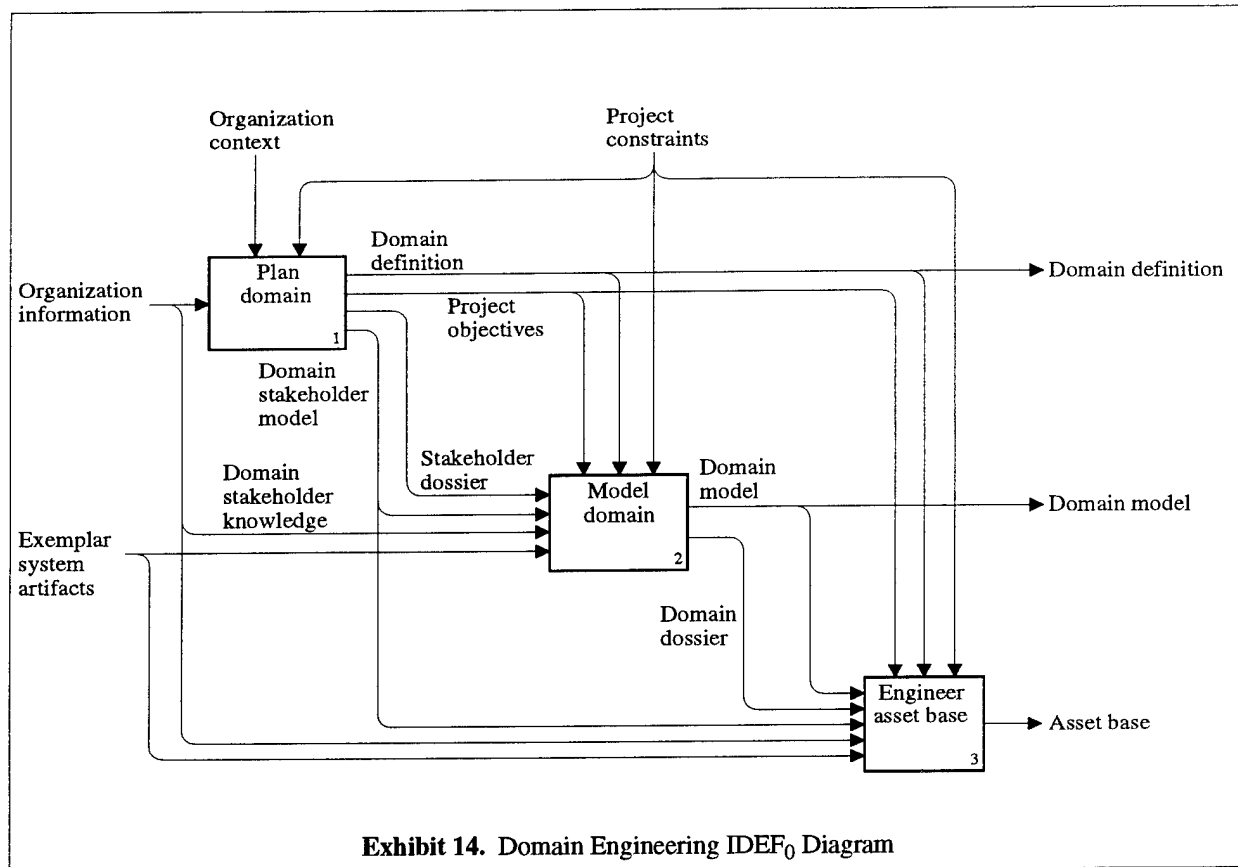 Organization
context
Project
constraints
Plan
domain
1
Domain
definition
Domain definition
Organization
information
Project
objectives
Domain
stakeholder
model
Domain
stakeholder
knowledge
Stakeholder
dossier
Model
domain
2
Domain
model
Domain model
Exemplar
system
artifacts
Domain
dossier
Engineer
asset base
3
Asset base
Exhibit 14. Domain Engineering IDEF0 Diagram